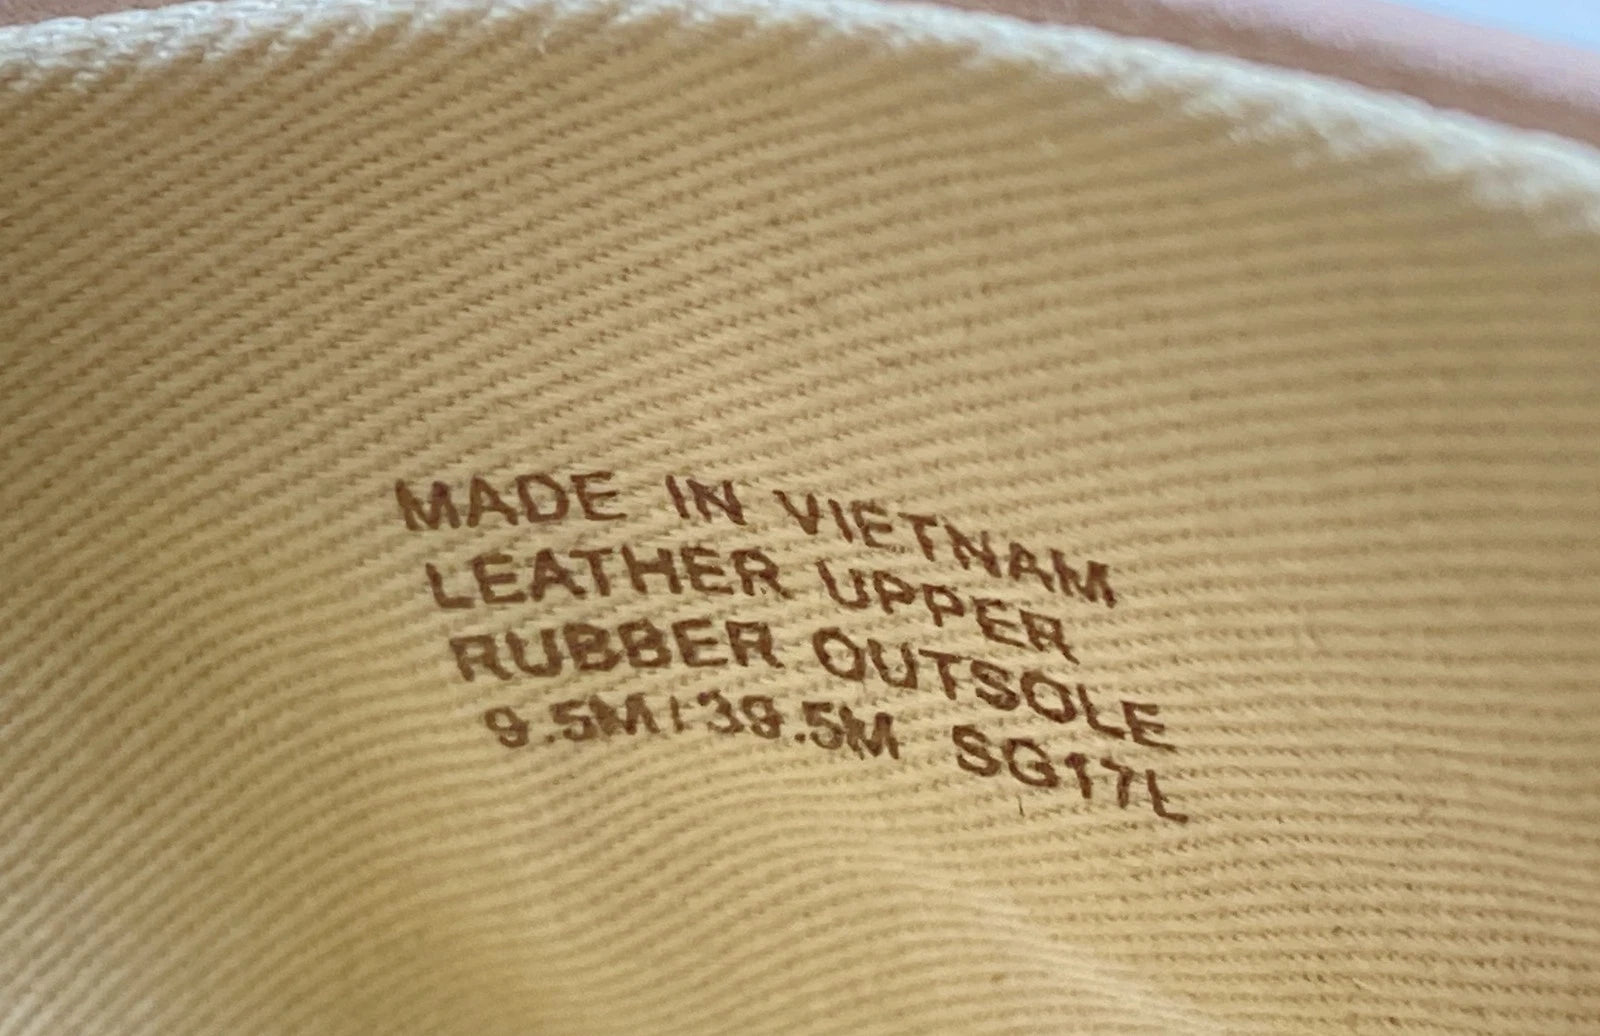 MADE IN VIETNAM
LEATHER UPPER
RUBBER OUTSOLE
9.5M/39.5M SG17L